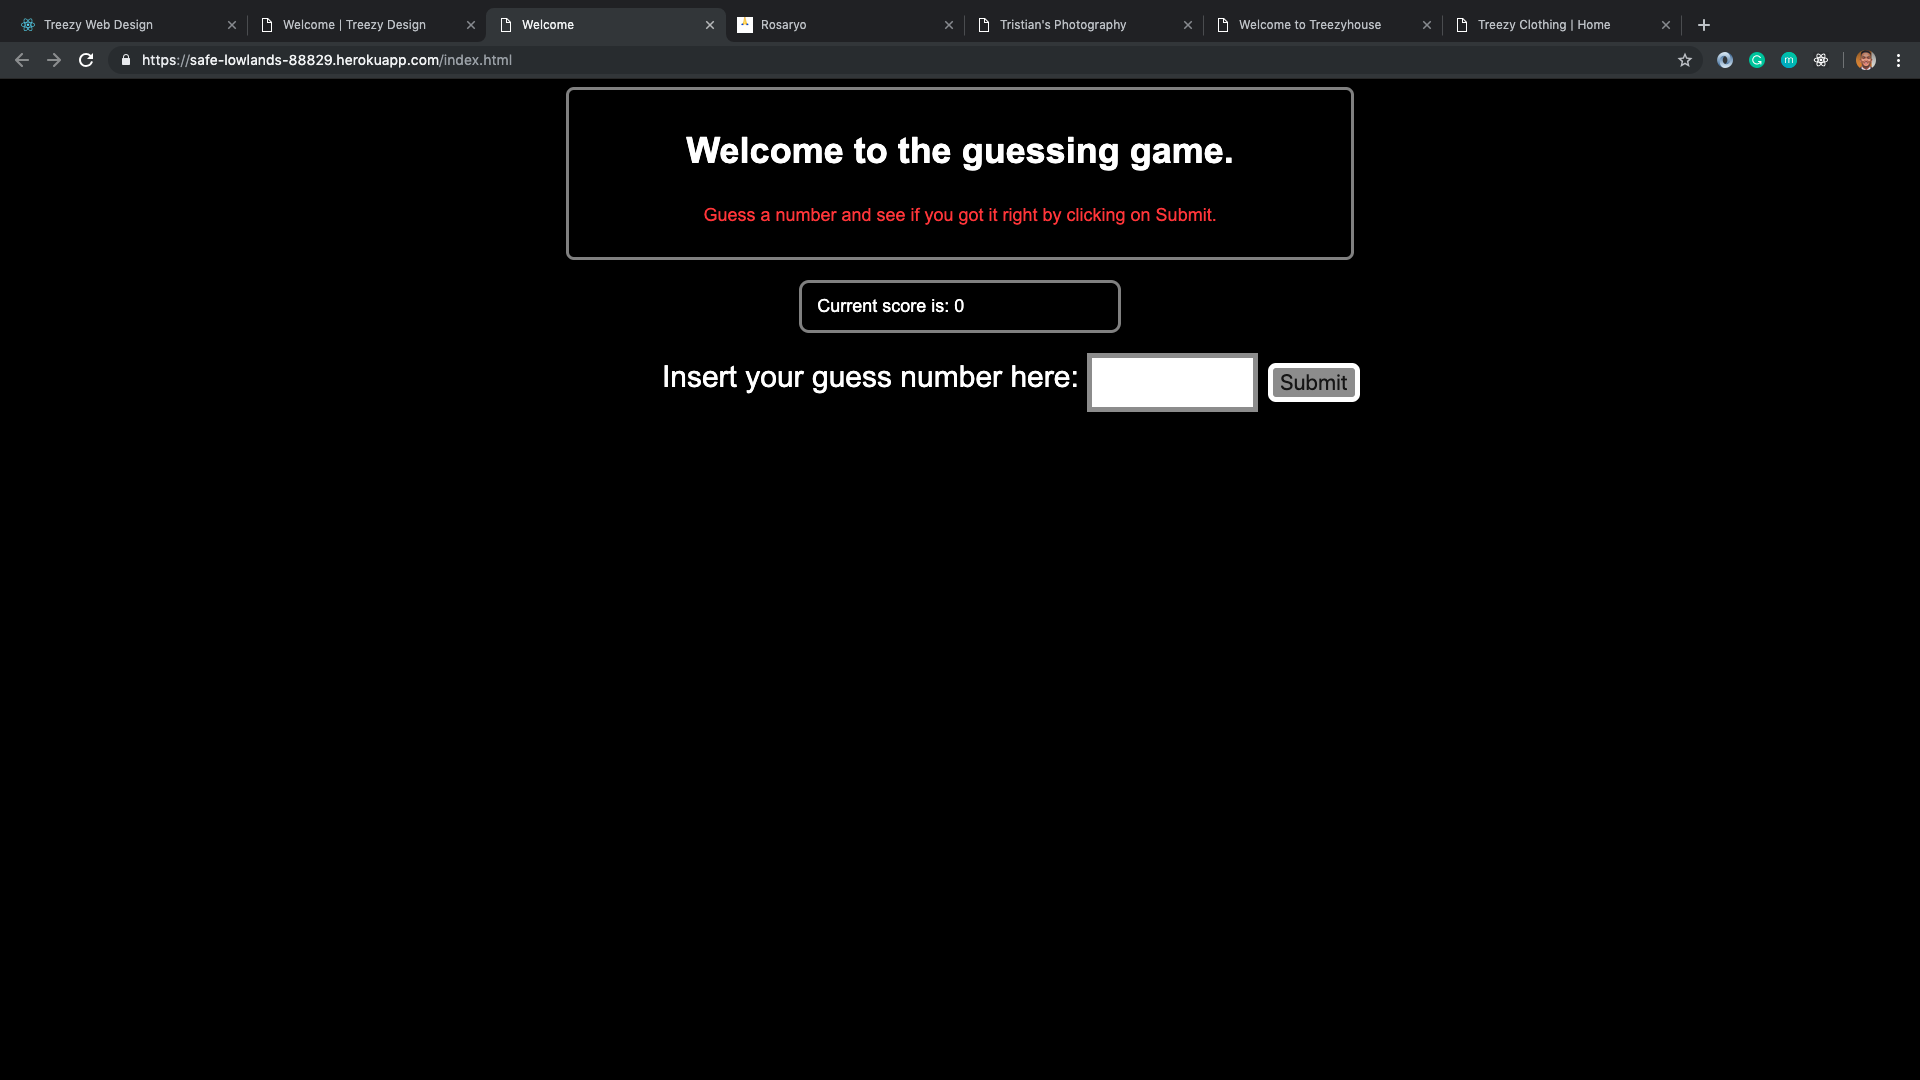 Treezy Web Design
Welcome | Treezy Design
Welcome
Rosaryo
Tristian's Photography
Welcome to Treezyhouse
Treezy Clothing | Home
https://safe-lowlands-88829.herokuapp.com/index.html
Welcome to the guessing game.
Guess a number and see if you got it right by clicking on Submit.
Current score is: 0
Insert your guess number here:
Submit